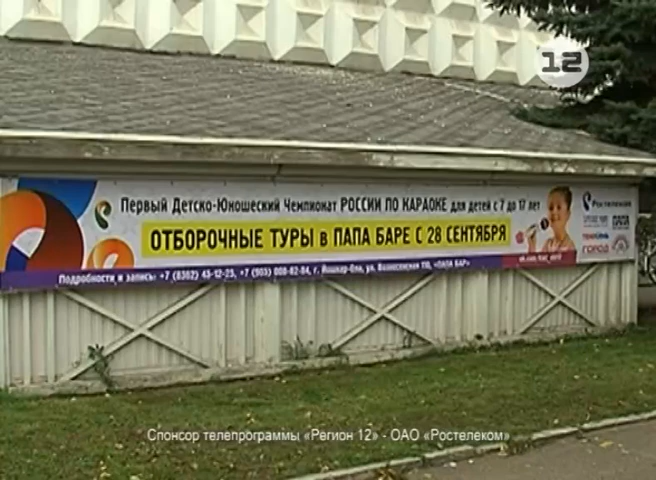 12
Первый Детско-Юношеский Чемпионат РОССИИ ПО КАРАОКЕ для детей с 7 до 17 лет
Ростелеком
ОТБОРОЧНЫЕ ТУРЫ в ПАПА БАРЕ С 28 СЕНТЯБРЯ
ГОРОД
Подробности и запись: +7 (8362) 43-12-25, +7 (903) 008-82-84, г. Йошкар-Ола, ул. Вознесенская 110, «ПАПА БАР»
Спонсор телепрограммы «Регион 12» - ОАО «Ростелеком»